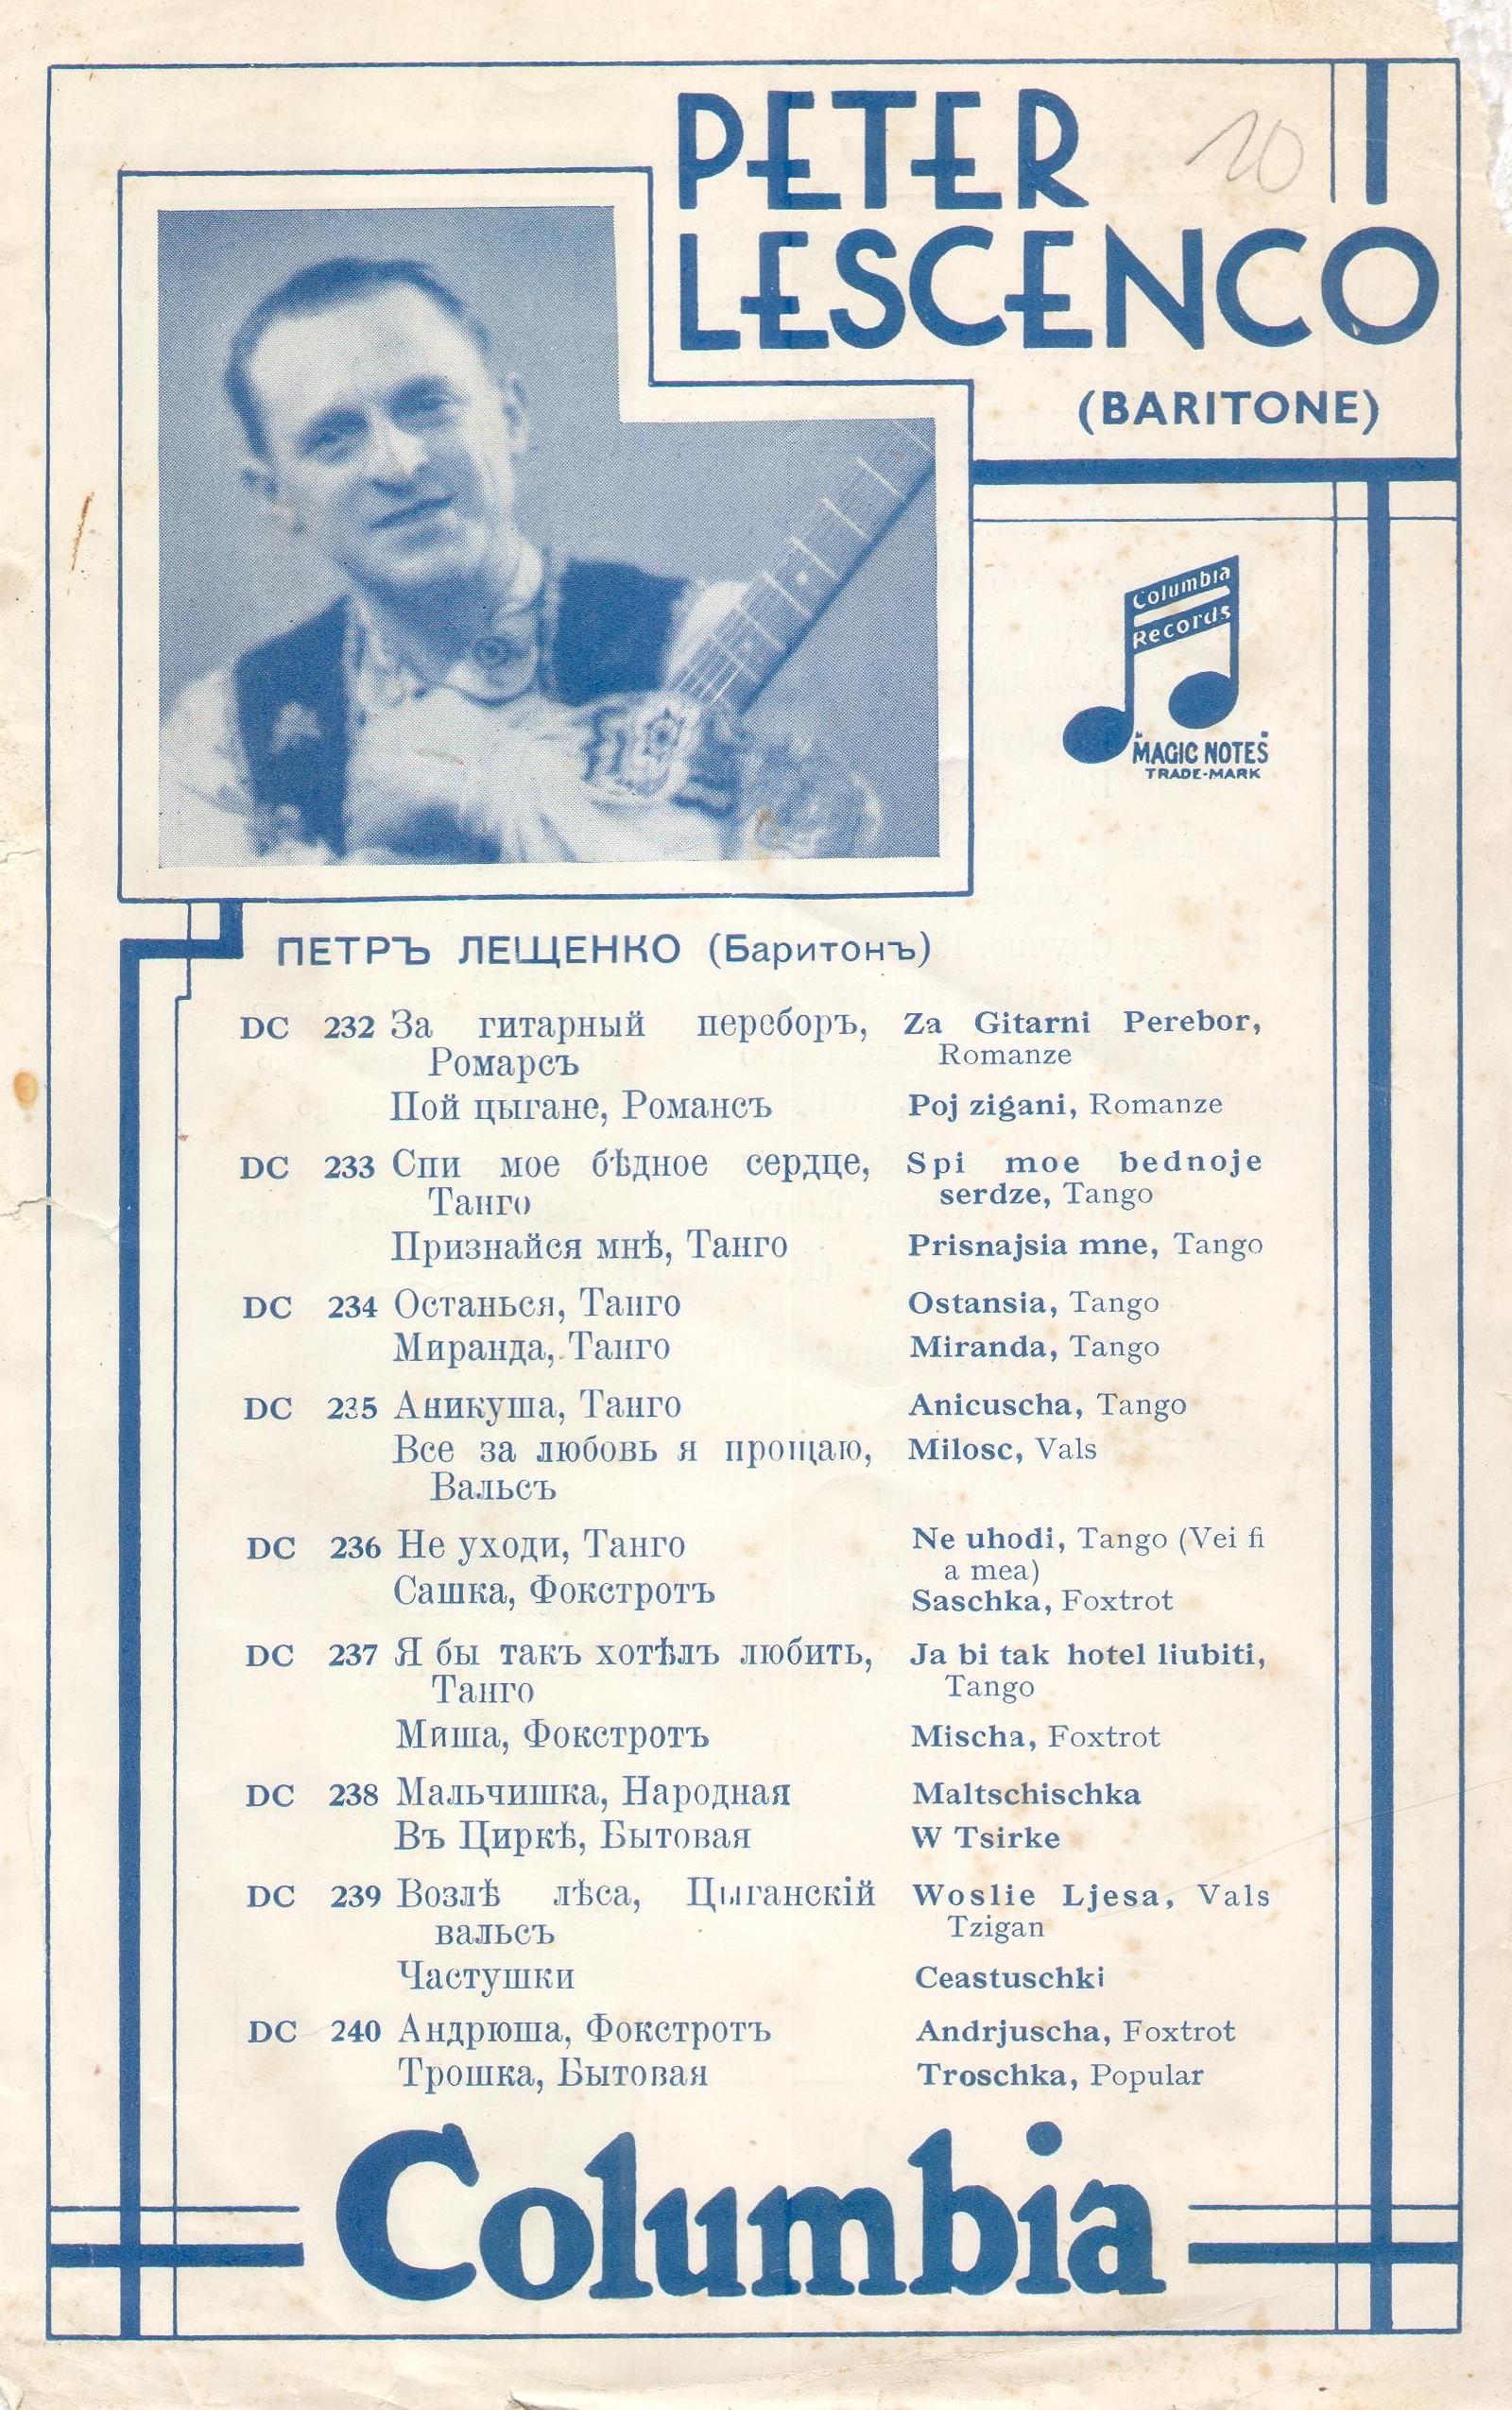 PETER
LESCENCO
20
(BARITONE)
Columbia
Records
"MAGIC NOTES"
TRADE-MARK
ПЕТРЪ ЛЕЩЕНКО (Баритонъ)
DC 232 За гитарный переборъ, Za Gitarni Perebor,
Ромарсъ Romanze
Пой цыгане, Романсъ Poj zigani, Romanze
DC 233 Спи мое бѣдное сердце, Spi moe bednoje
Танго serdze, Tango
Признайся мнѣ, Танго Prisnajsia mne, Tango
DC 234 Останься, Танго Ostansia, Tango
Миранда, Танго Miranda, Tango
DC 235 Аникуша, Танго Anicuscha, Tango
Все за любовь я прощаю, Milosc, Vals
Вальсъ
DC 236 Не уходи, Танго Ne uhodi, Tango (Vei fi
a mea)
Сашка, Фокстротъ Saschka, Foxtrot
DC 237 Я бы такъ хотѣлъ любить, Ja bi tak hotel liubiti,
Танго Tango
Миша, Фокстротъ Mischa, Foxtrot
DC 238 Мальчишка, Народная Maltschischka
Въ Циркѣ, Бытовая W Tsirke
DC 239 Возлѣ лѣса, Цыганскій Woslie Ljesa, Vals
вальсъ Tzigan
Частушки Ceastuschki
DC 240 Андрюша, Фокстротъ Andrjuscha, Foxtrot
Трошка, Бытовая Troschka, Popular
Columbia